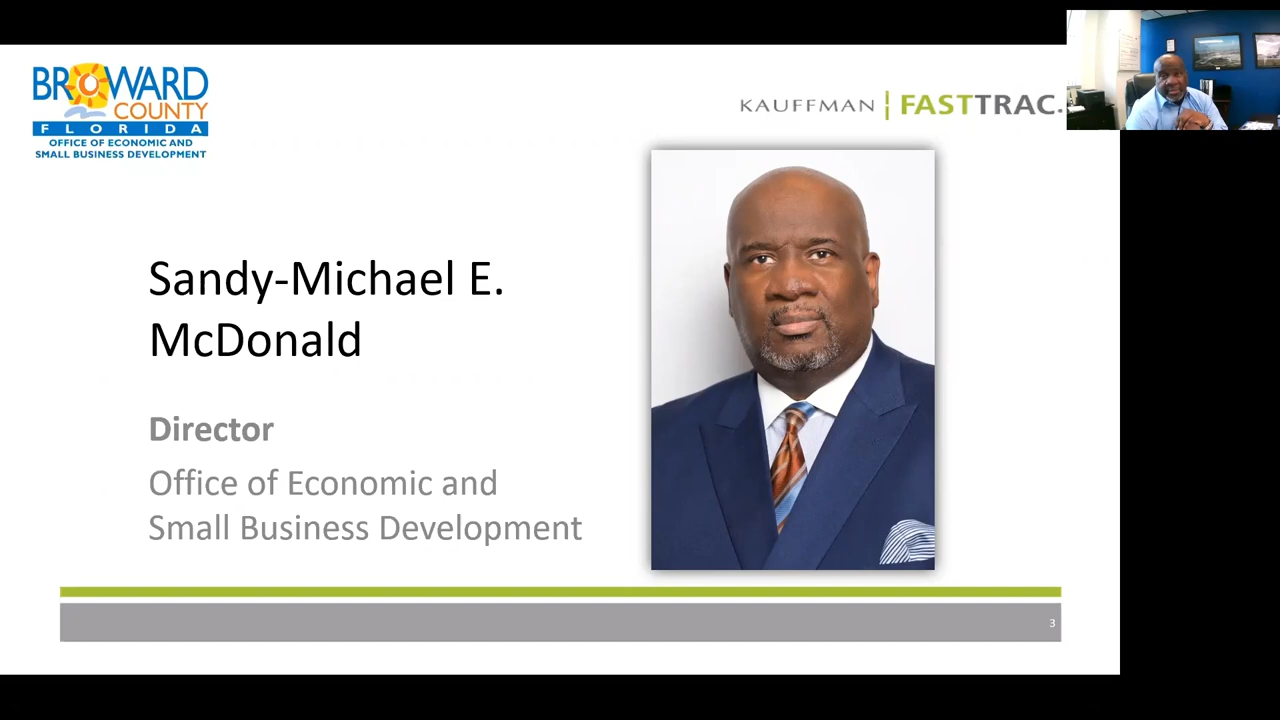 BROWARD
COUNTY
FLORIDA
OFFICE OF ECONOMIC AND
SMALL BUSINESS DEVELOPMENT
KAUFFMAN | FASTTRAC.
Sandy-Michael E.
McDonald
Director
Office of Economic and
Small Business Development
3